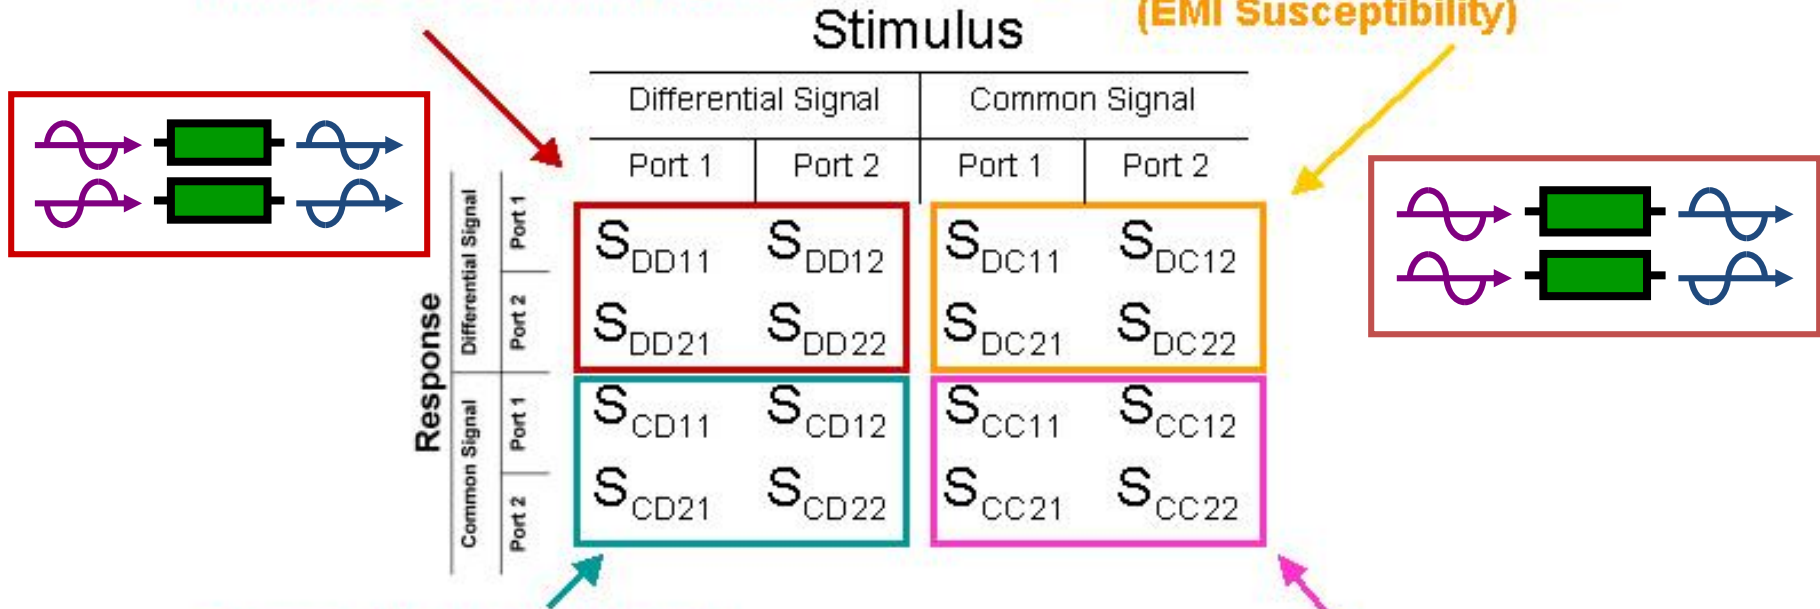 (EMI Susceptibility)
Stimulus
Differential Signal Common Signal
Port 1 Port 2 Port 1 Port 2
Response
Differential Signal
Common Signal
Port 1
Port 2
Port 1
Port 2
SDD11 SDD12 SDC11 SDC12
SDD21 SDD22 SDC21 SDC22
SCD11 SCD12 SCC11 SCC12
SCD21 SCD22 SCC21 SCC22